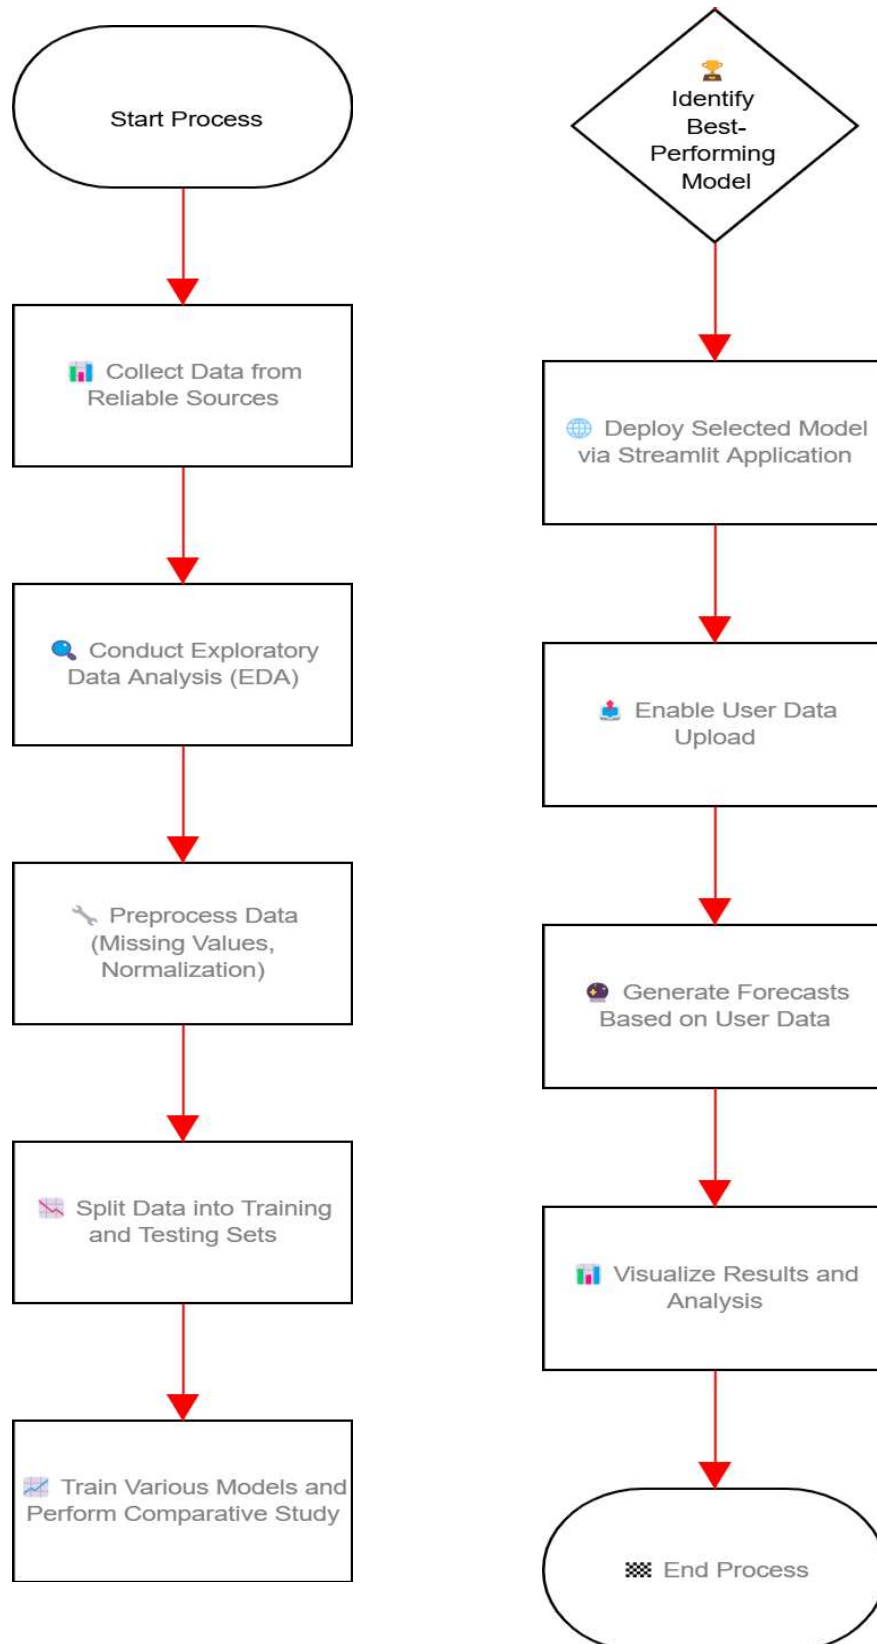 Start Process
Collect Data from
Reliable Sources
Conduct Exploratory
Data Analysis (EDA)
Preprocess Data
(Missing Values,
Normalization)
Split Data into Training
and Testing Sets
Train Various Models and
Perform Comparative Study
Identify
Best-
Performing
Model
Deploy Selected Model
via Streamlit Application
Enable User Data
Upload
Generate Forecasts
Based on User Data
Visualize Results and
Analysis
End Process